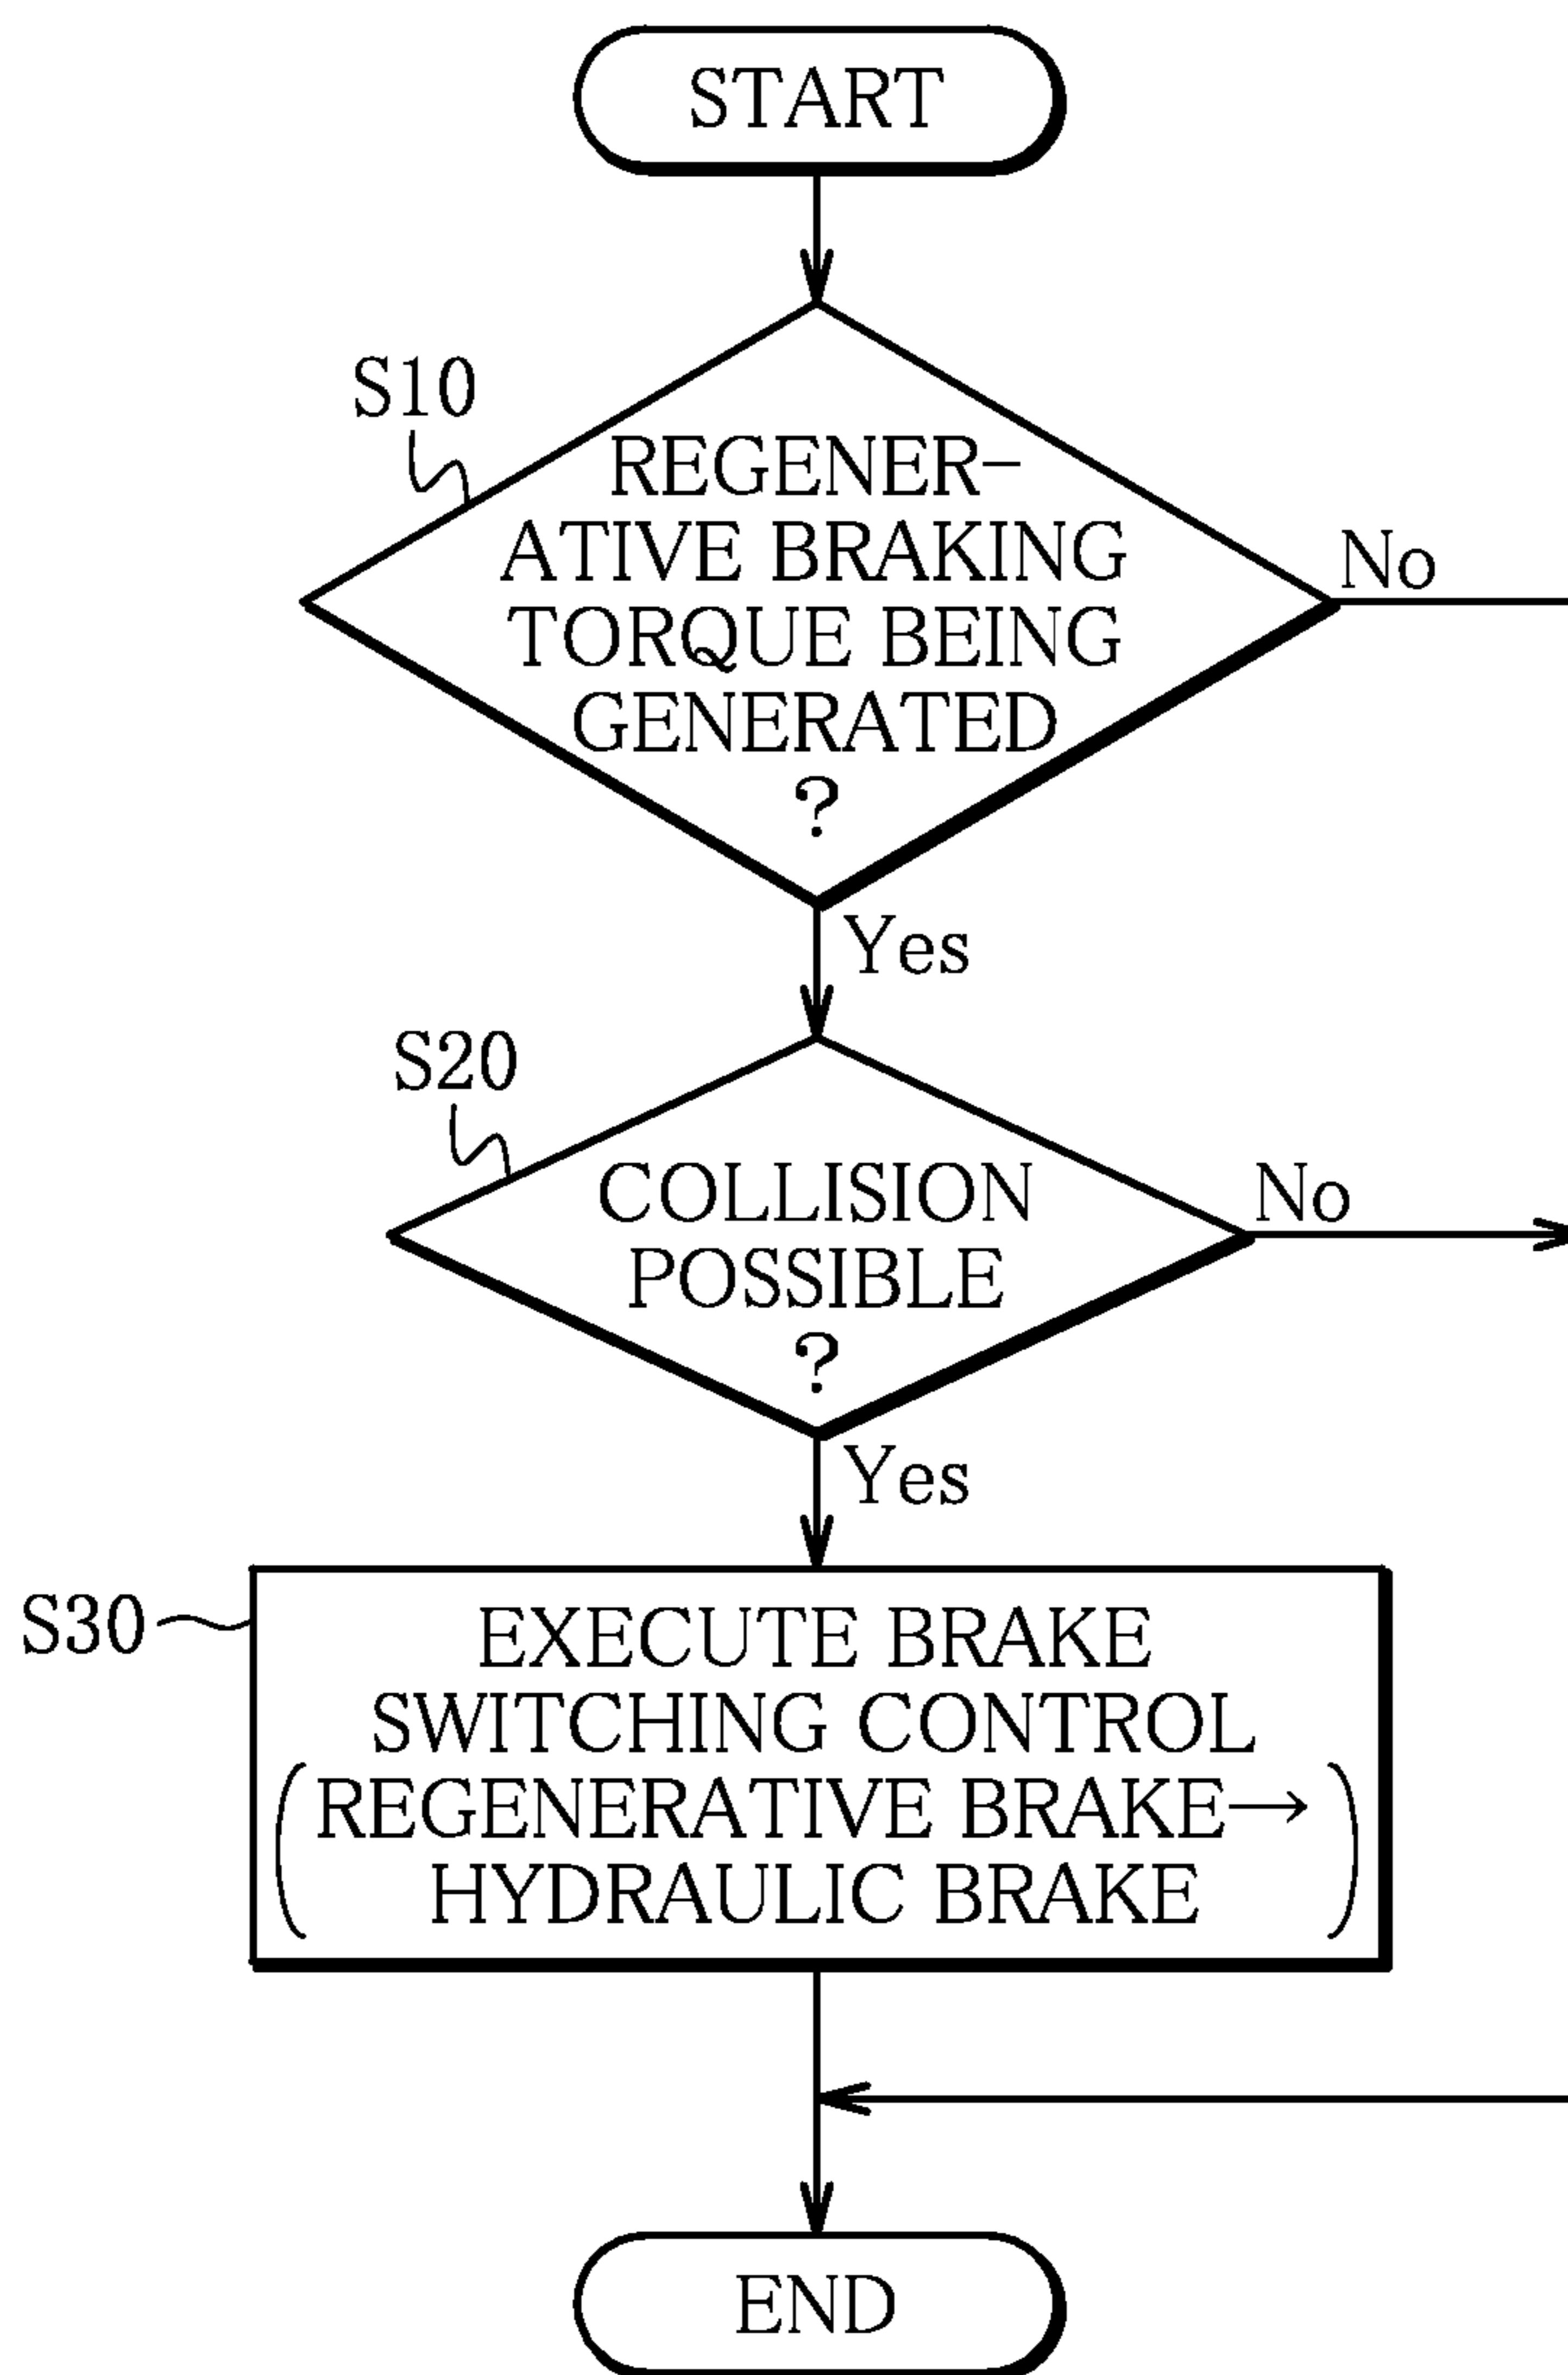 START
S10
REGENER-
ATIVE BRAKING
TORQUE BEING
GENERATED
?
No
Yes
S20
COLLISION
POSSIBLE
?
No
Yes
S30
EXECUTE BRAKE
SWITCHING CONTROL
(REGENERATIVE BRAKE→
HYDRAULIC BRAKE)
END